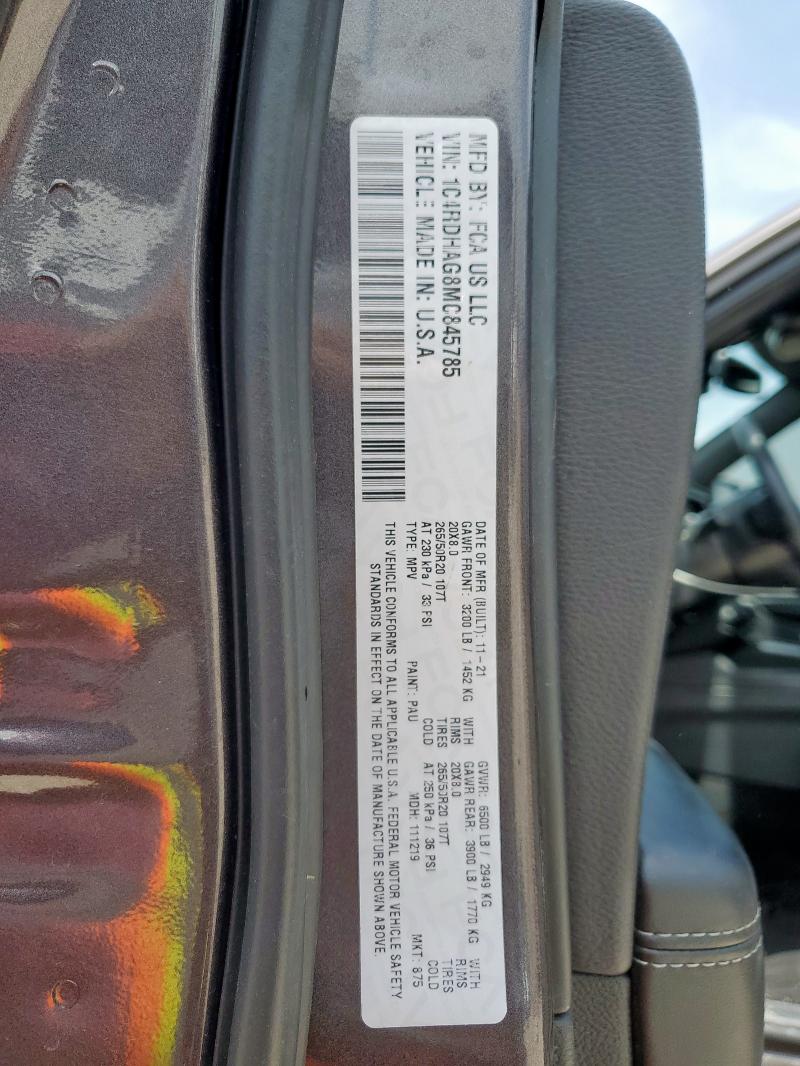 MFD BY: FCA US LLC
VIN: 1C4RDHAG8MC845785
VEHICLE MADE IN: U.S.A.
DATE OF MFR (BUILT): 11-21 GVWR: 6500 LB / 2949 KG
GAWR FRONT: 3200 LB / 1452 KG WITH GAWR REAR: 3900 LB / 1770 KG WITH
20X8.0 RIMS 20X8.0 RIMS
265/50R20 107T TIRES 265/50R20 107T TIRES
AT 230 kPa / 33 PSI COLD AT 250 kPa / 36 PSI COLD
TYPE: MPV PAINT: PAU MDH: 111219 MKT: 875
THIS VEHICLE CONFORMS TO ALL APPLICABLE U.S.A. FEDERAL MOTOR VEHICLE SAFETY
STANDARDS IN EFFECT ON THE DATE OF MANUFACTURE SHOWN ABOVE.